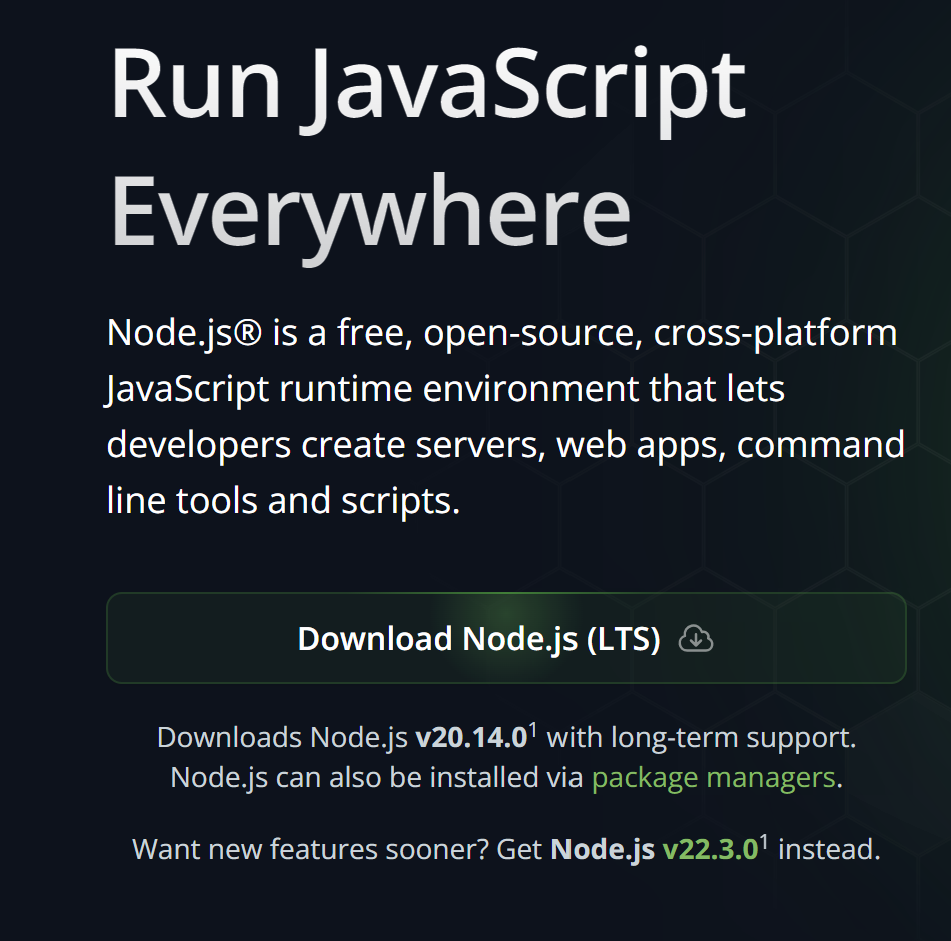 Run JavaScript
Everywhere
Node.js® is a free, open-source, cross-platform
JavaScript runtime environment that lets
developers create servers, web apps, command
line tools and scripts.
Download Node.js (LTS)
Downloads Node.js v20.14.0¹ with long-term support.
Node.js can also be installed via package managers.
Want new features sooner? Get Node.js v22.3.0¹ instead.